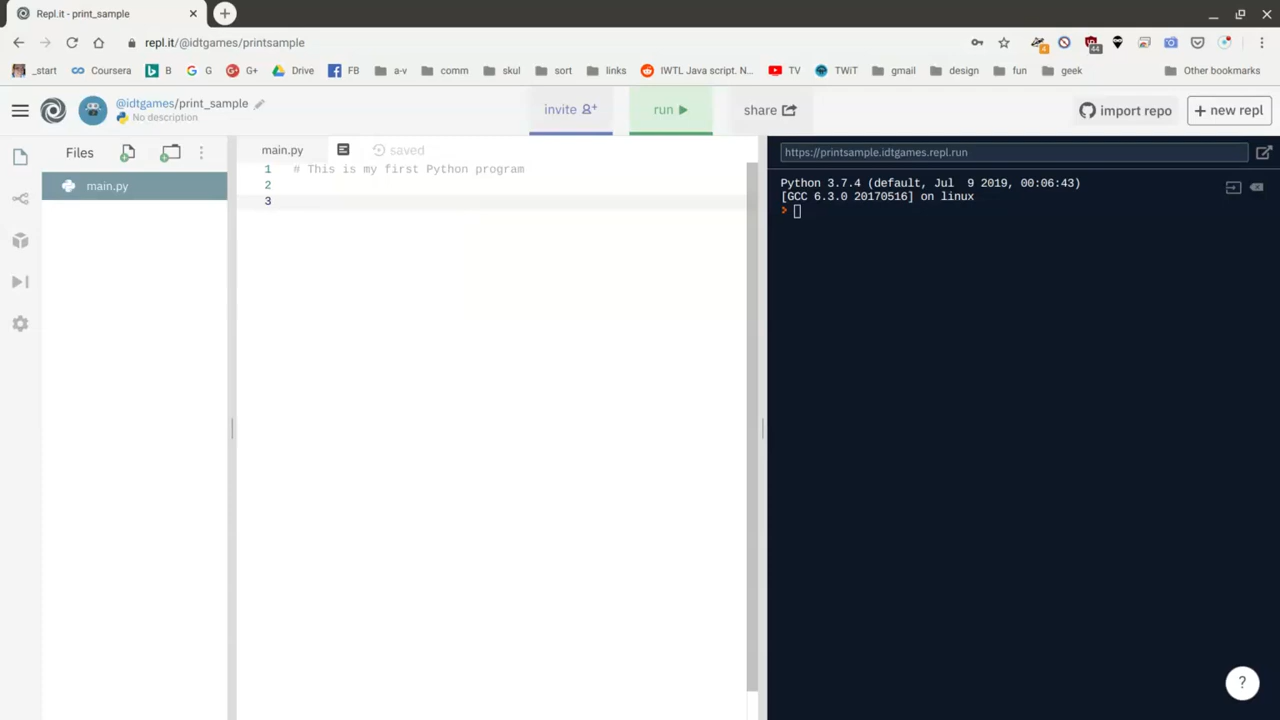 Repl.it - print_sample
repl.it/@idtgames/printsample
4
44
_start Coursera B G G+ Drive FB a-v comm skul sort links IWTL Java script. N... TV TWiT gmail design fun geek Other bookmarks
@idtgames/print_sample
No description
invite
run
share
import repo
+ new repl
Files
main.py
main.py
saved
1 # This is my first Python program
2
3
https://printsample.idtgames.repl.run
Python 3.7.4 (default, Jul  9 2019, 00:06:43)
[GCC 6.3.0 20170516] on linux
>
?